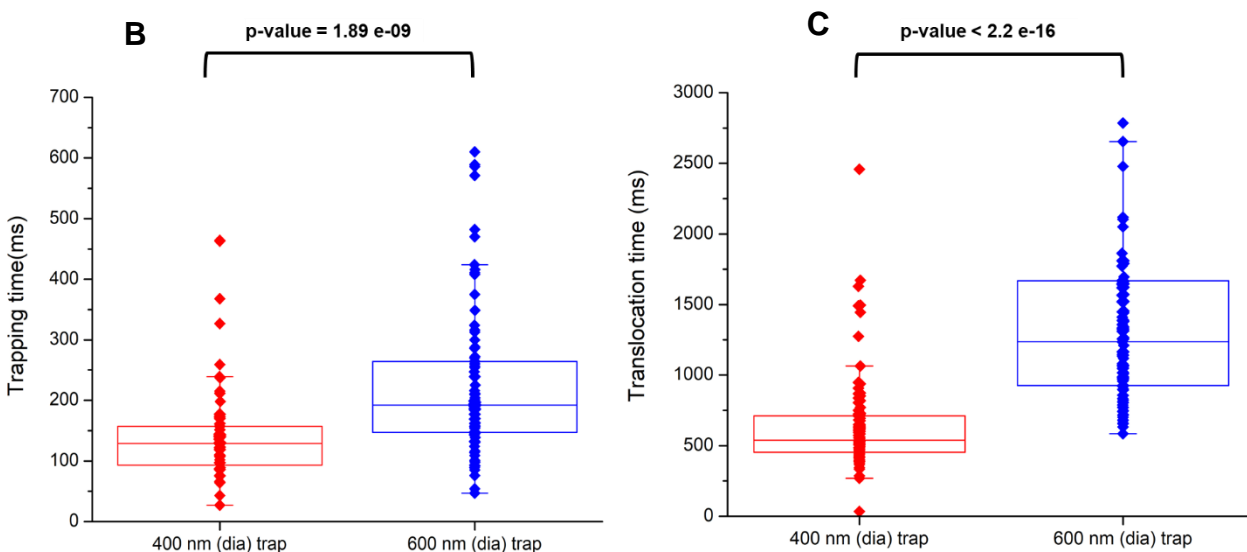 B
p-value = 1.89 e-09
700
600
500
400
300
200
100
0
Trapping time(ms)
400 nm (dia) trap
600 nm (dia) trap
C
p-value < 2.2 e-16
3000
2500
2000
1500
1000
500
0
Translocation time (ms)
400 nm (dia) trap
600 nm (dia) trap